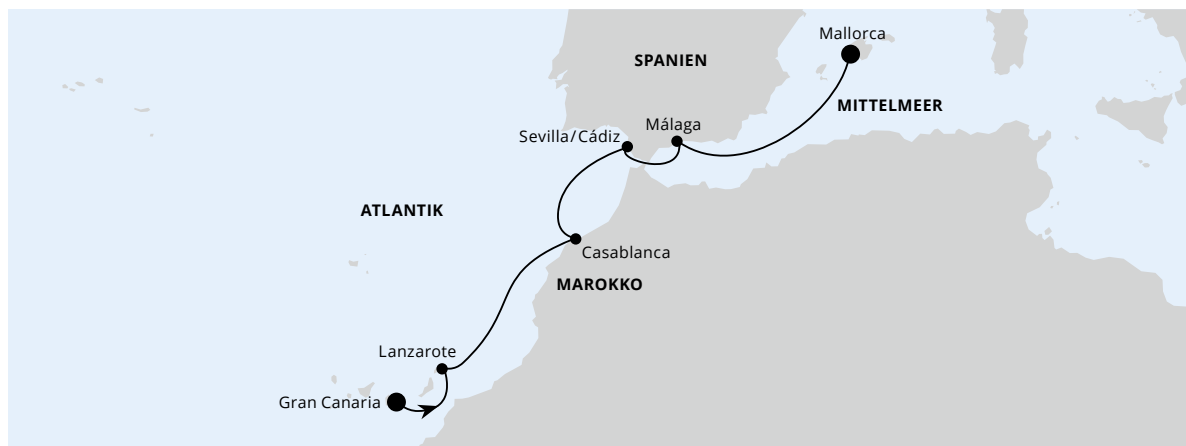 Mallorca
SPANIEN
MITTELMEER
Málaga
Sevilla/Cádiz
ATLANTIK
Casablanca
MAROKKO
Lanzarote
Gran Canaria